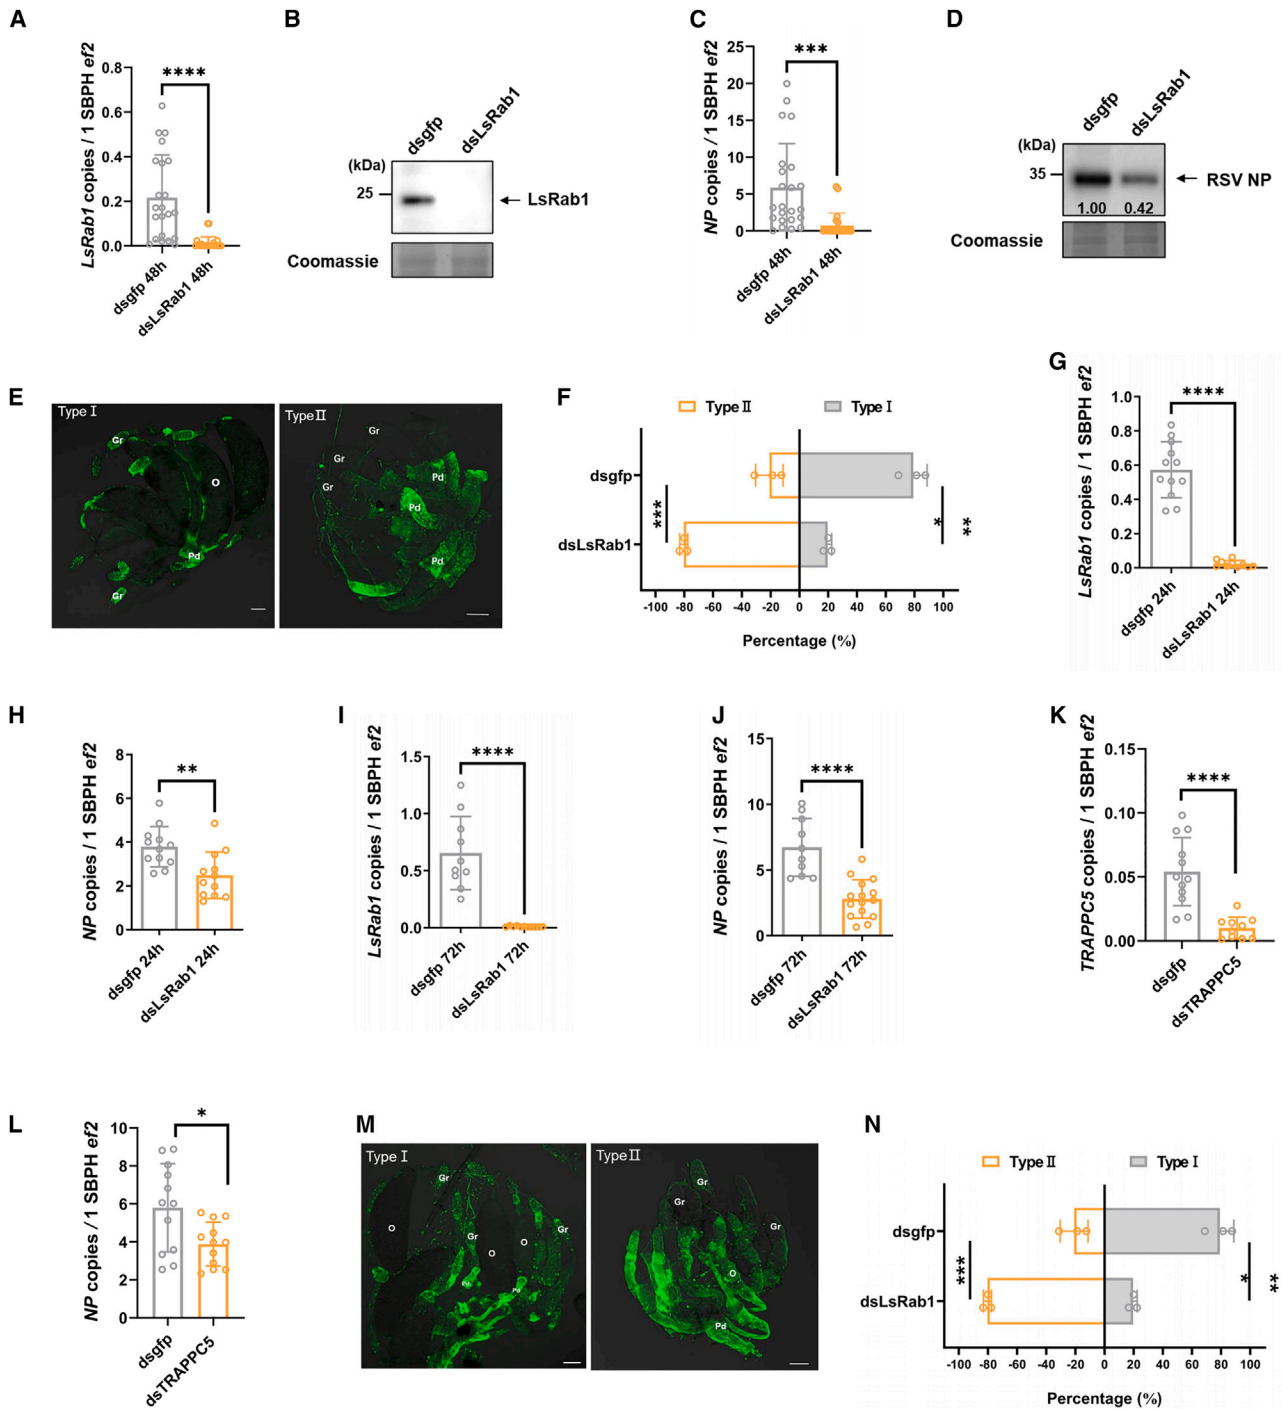 A
LsRab1 copies / 1 SBPH ef2
0.8
0.6
0.4
0.2
0.0
****
dsgfp 48h
dsLsRab1 48h
B
dsgfp
dsLsRab1
(kDa)
25
LsRab1
Coomassie
C
NP copies / 1 SBPH ef2
25
20
15
10
5
0
***
dsgfp 48h
dsLsRab1 48h
D
dsgfp
dsLsRab1
(kDa)
35
RSV NP
1.00 0.42
Coomassie
E
Type Ⅰ
Gr
O
Pd
Gr
Type Ⅱ
Gr
Gr
Gr
Pd
Pd
Pd
F
Type Ⅱ
Type Ⅰ
dsgfp
dsLsRab1
***
*
**
-100 -80 -60 -40 -20 0 20 40 60 80 100
Percentage (%)
G
LsRab1 copies / 1 SBPH ef2
1.0
0.8
0.6
0.4
0.2
0.0
****
dsgfp 24h
dsLsRab1 24h
H
NP copies / 1 SBPH ef2
8
6
4
2
0
**
dsgfp 24h
dsLsRab1 24h
I
LsRab1 copies / 1 SBPH ef2
1.5
1.0
0.5
0.0
****
dsgfp 72h
dsLsRab1 72h
J
NP copies / 1 SBPH ef2
15
10
5
0
****
dsgfp 72h
dsLsRab1 72h
K
TRAPPC5 copies / 1 SBPH ef2
0.15
0.10
0.05
0.00
****
dsgfp
dsTRAPPC5
L
NP copies / 1 SBPH ef2
10
8
6
4
2
0
*
dsgfp
dsTRAPPC5
M
Type Ⅰ
Gr
O
Gr
Gr
O
O
Pd
Pd
Type Ⅱ
Gr
Gr
Gr
O
Pd
N
Type Ⅱ
Type Ⅰ
dsgfp
dsLsRab1
***
*
**
-100 -80 -60 -40 -20 0 20 40 60 80 100
Percentage (%)